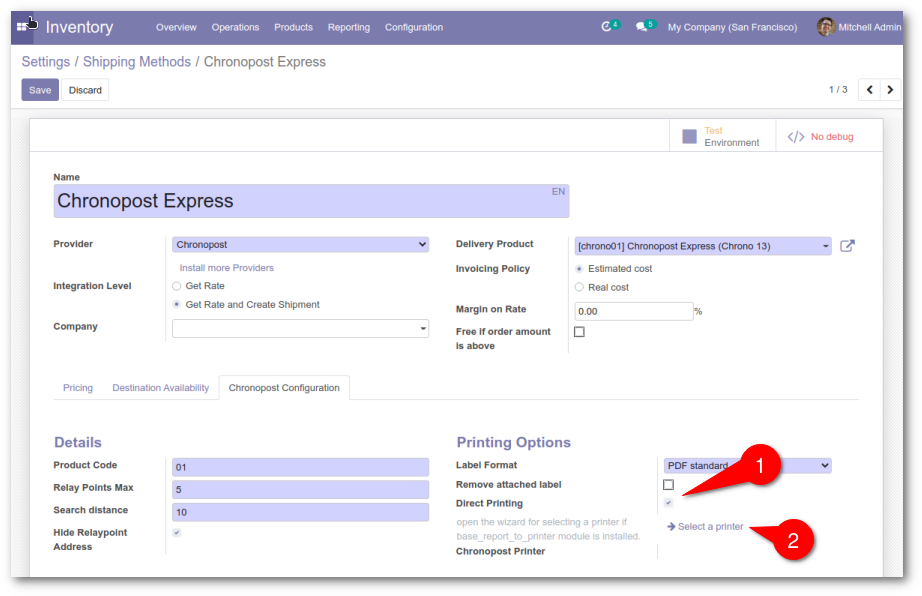 Inventory Overview Operations Products Reporting Configuration 4 5 My Company (San Francisco) Mitchell Admin
Settings / Shipping Methods / Chronopost Express
Save Discard 1 / 3
Test
Environment
</> No debug
Name
Chronopost Express EN
Provider Chronopost
Install more Providers
Integration Level Get Rate
Get Rate and Create Shipment
Company
Delivery Product [chrono01] Chronopost Express (Chrono 13)
Invoicing Policy Estimated cost
Real cost
Margin on Rate 0.00 %
Free if order amount
is above
Pricing Destination Availability Chronopost Configuration
Details
Product Code 01
Relay Points Max 5
Search distance 10
Hide Relaypoint
Address
Printing Options
Label Format PDF standard
1
Remove attached label
Direct Printing
open the wizard for selecting a printer if
base_report_to_printer module is installed.
Select a printer
2
Chronopost Printer